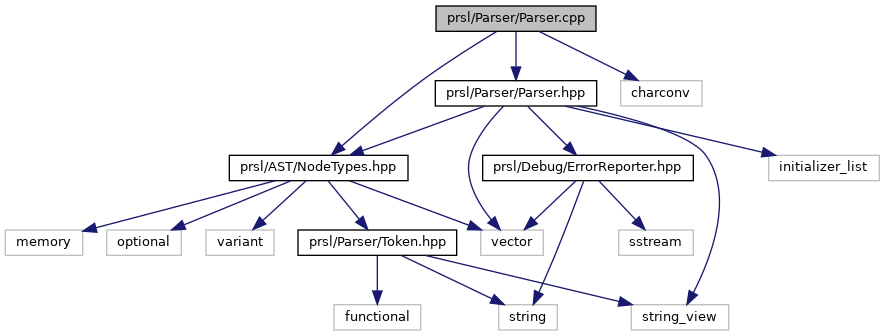 prsl/Parser/Parser.cpp
prsl/Parser/Parser.hpp
charconv
prsl/AST/NodeTypes.hpp
prsl/Debug/ErrorReporter.hpp
initializer_list
memory
optional
variant
prsl/Parser/Token.hpp
vector
sstream
functional
string
string_view